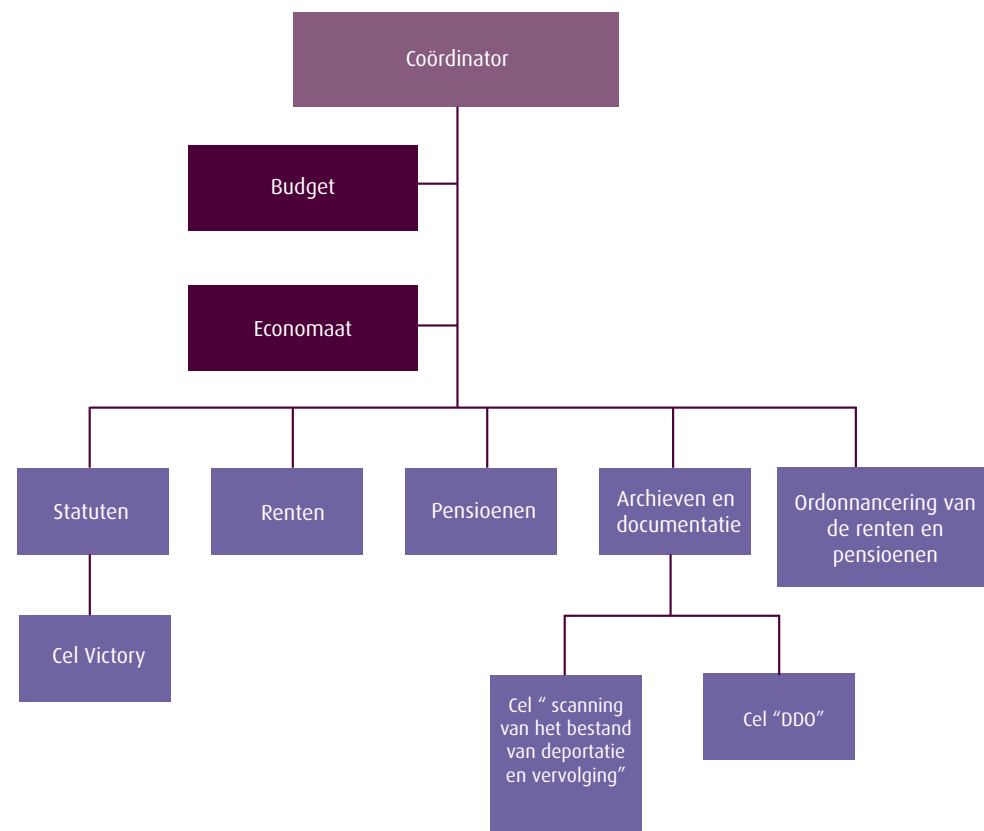 Coördinator
Budget
Economaat
Statuten
Renten
Pensioenen
Archieven en
documentatie
Ordonnancering van
de renten en
pensioenen
Cel Victory
Cel “ scanning
van het bestand
van deportatie
en vervolging”
Cel “DDO”